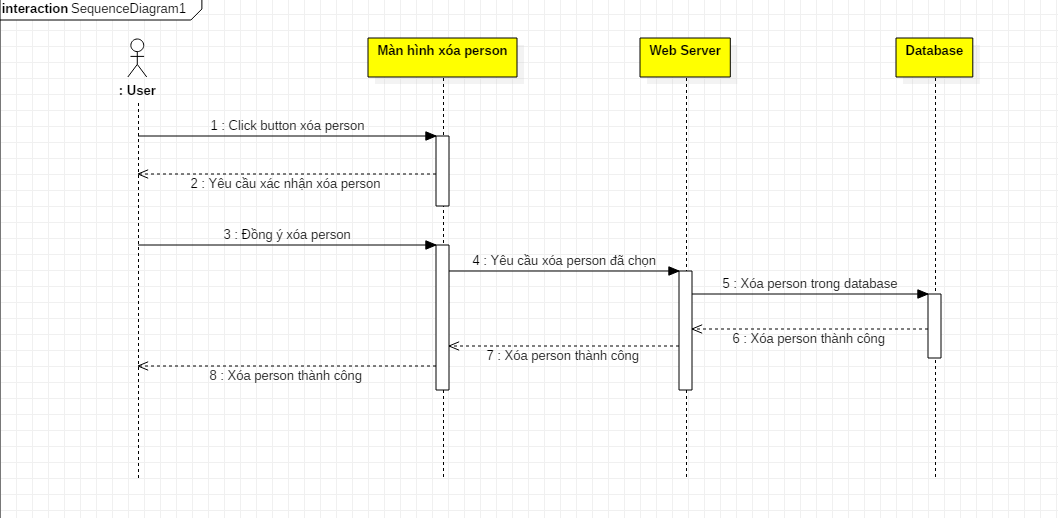 interaction SequenceDiagram1
: User
Màn hình xóa person
Web Server
Database
1 : Click button xóa person
2 : Yêu cầu xác nhận xóa person
3 : Đồng ý xóa person
4 : Yêu cầu xóa person đã chọn
5 : Xóa person trong database
6 : Xóa person thành công
7 : Xóa person thành công
8 : Xóa person thành công